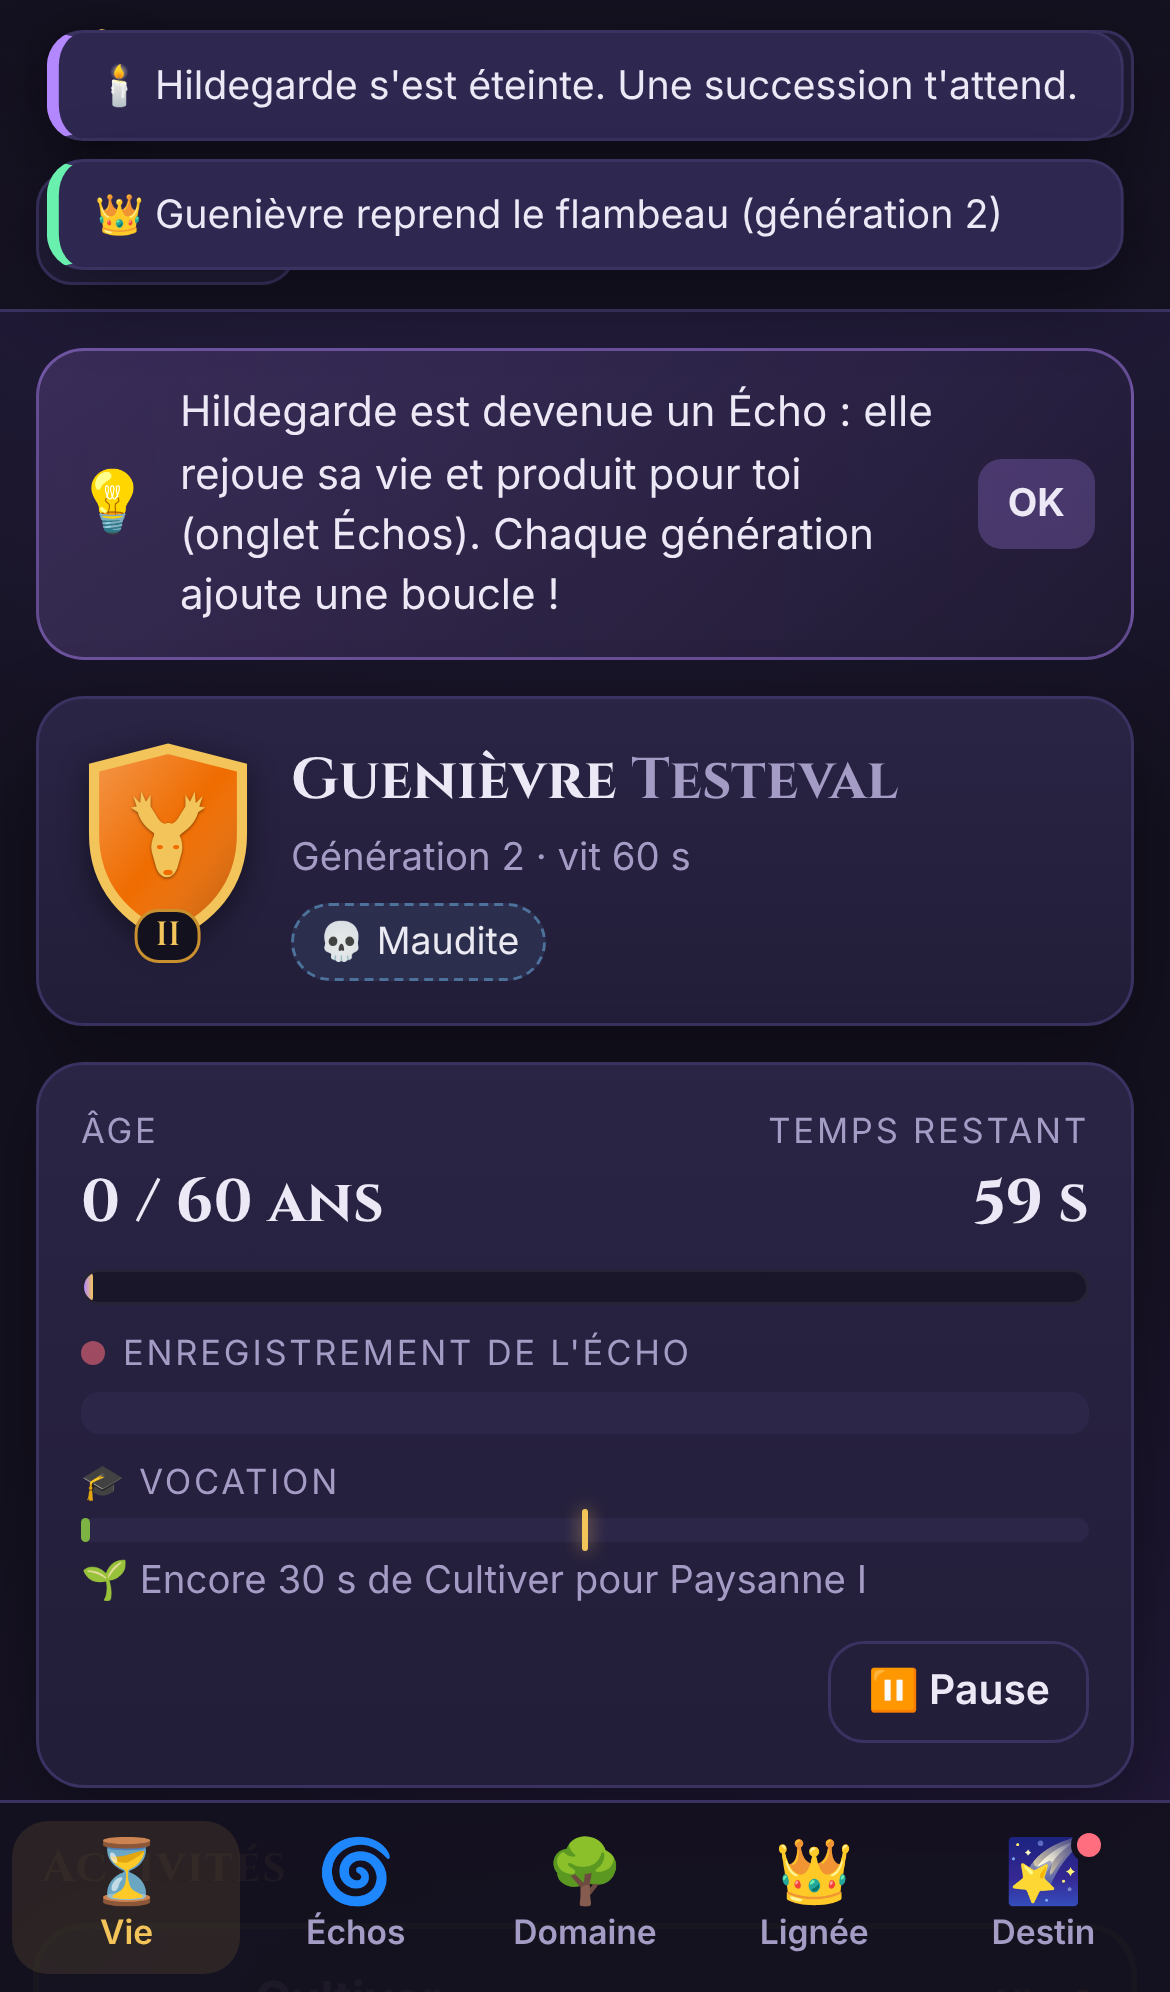 Hildegarde s'est éteinte. Une succession t'attend.
Guenièvre reprend le flambeau (génération 2)
Hildegarde est devenue un Écho : elle
rejoue sa vie et produit pour toi
(onglet Échos). Chaque génération
ajoute une boucle !
OK
Guenièvre Testeval
II
Génération 2 · vit 60 s
Maudite
ÂGE
TEMPS RESTANT
0 / 60 ANS
59 S
ENREGISTREMENT DE L'ÉCHO
VOCATION
Encore 30 s de Cultiver pour Paysanne I
Pause
ACTIVITÉS
Vie
Échos
Domaine
Lignée
Destin